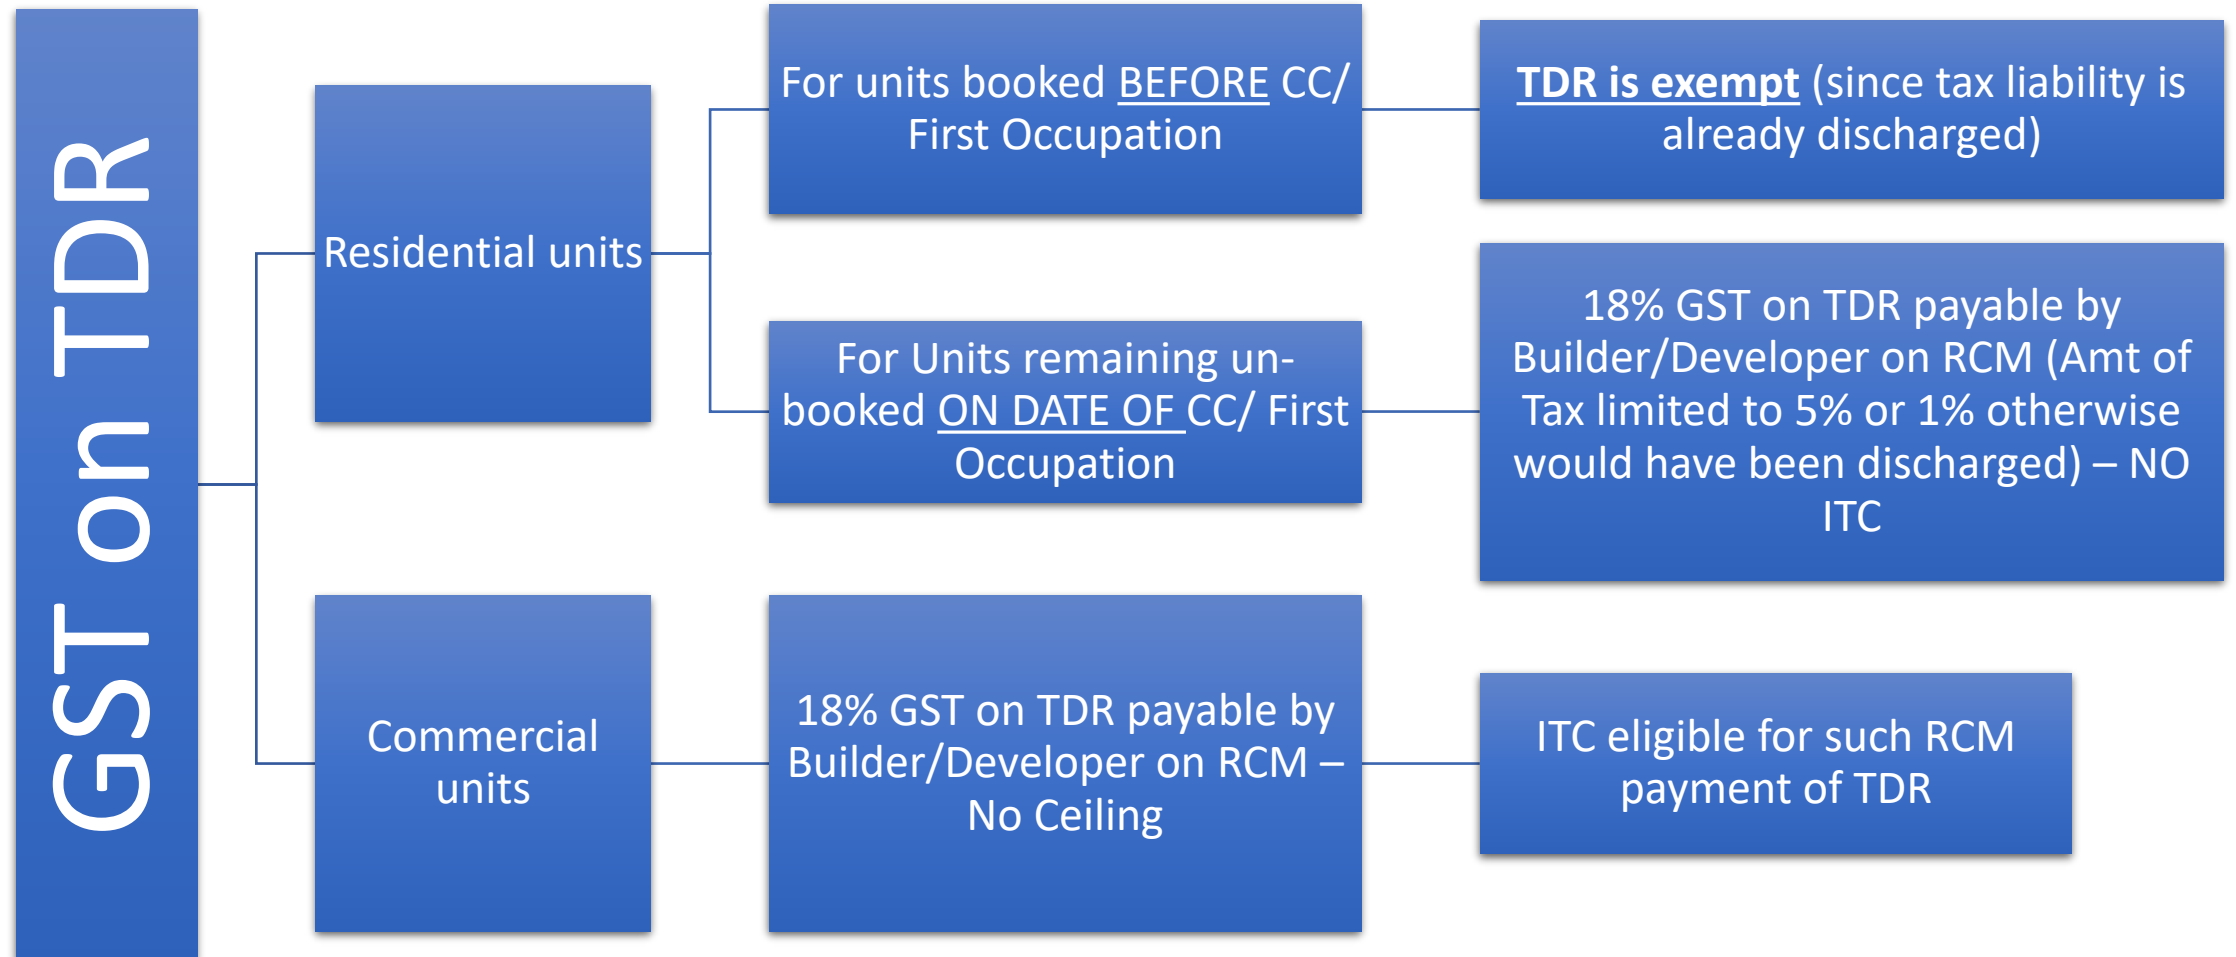 GST on TDR
Residential units
For units booked BEFORE CC/
First Occupation
TDR is exempt (since tax liability is
already discharged)
For Units remaining un-
booked ON DATE OF CC/ First
Occupation
18% GST on TDR payable by
Builder/Developer on RCM (Amt of
Tax limited to 5% or 1% otherwise
would have been discharged) – NO
ITC
Commercial
units
18% GST on TDR payable by
Builder/Developer on RCM –
No Ceiling
ITC eligible for such RCM
payment of TDR